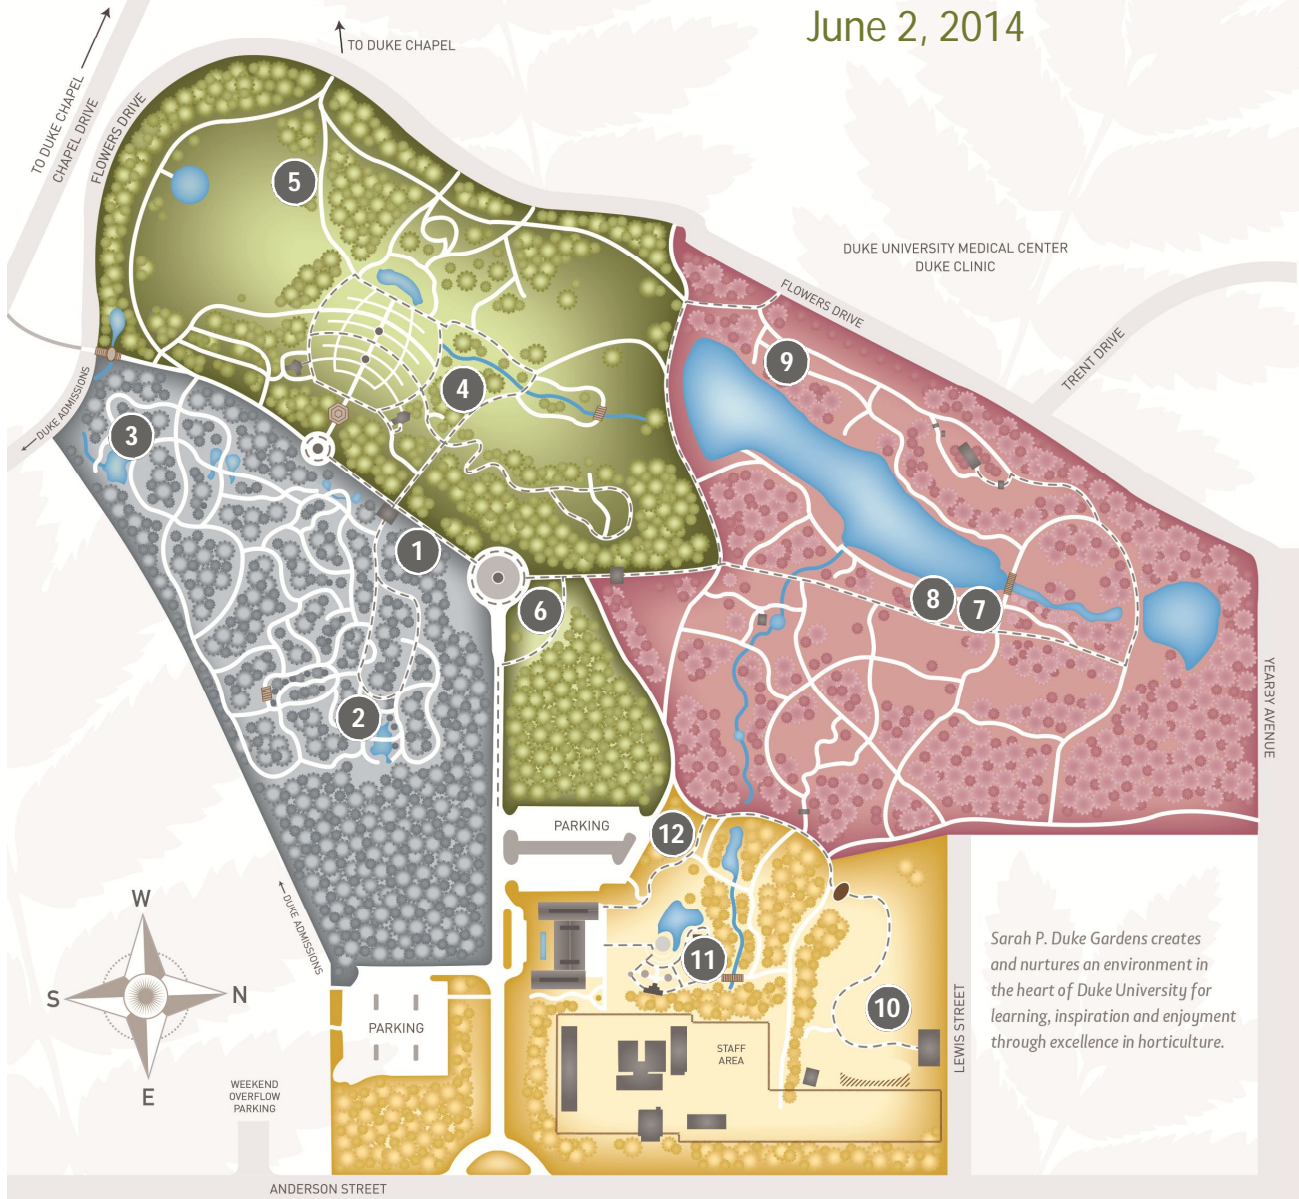 June 2, 2014
TO DUKE CHAPEL
TO DUKE CHAPEL
CHAPEL DRIVE
FLOWERS DRIVE
5
DUKE UNIVERSITY MEDICAL CENTER
DUKE CLINIC
FLOWERS DRIVE
TRENT DRIVE
9
4
DUKE ADMISSIONS
3
1
8
7
6
2
YEARBY AVENUE
PARKING
12
DUKE ADMISSIONS
W
S
N
E
11
10
PARKING
STAFF
AREA
LEWIS STREET
Sarah P. Duke Gardens creates
and nurtures an environment in
the heart of Duke University for
learning, inspiration and enjoyment
through excellence in horticulture.
WEEKEND
OVERFLOW
PARKING
ANDERSON STREET